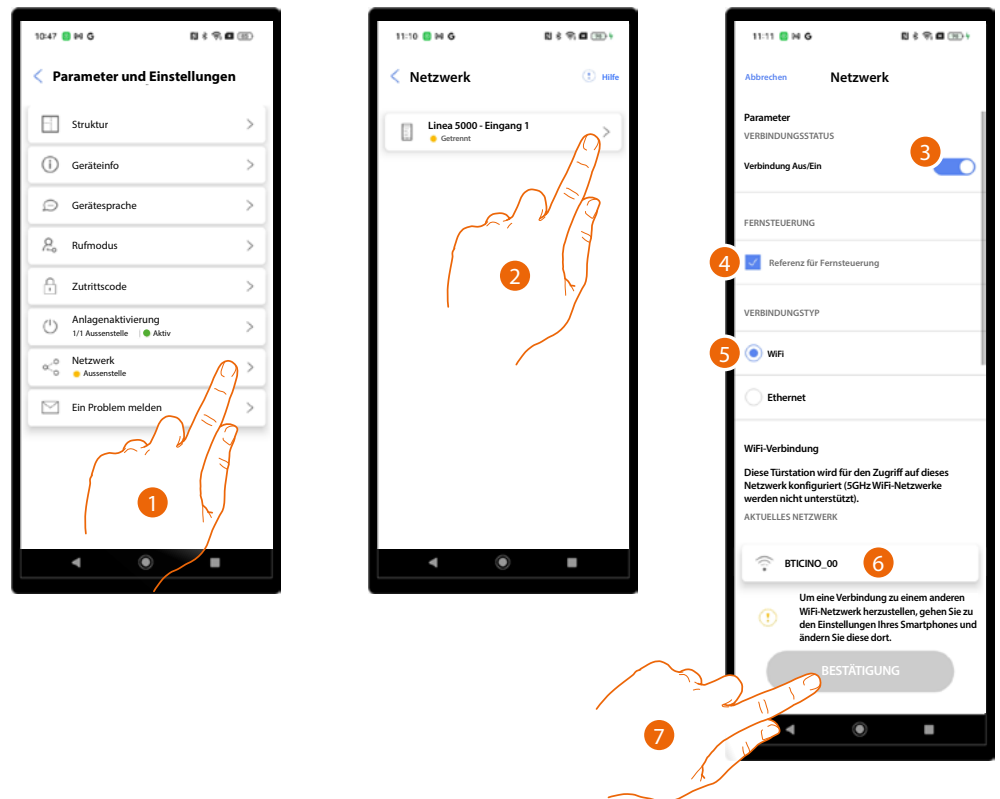 10:47 G
Parameter und Einstellungen
Struktur
Geräteinfo
Gerätesprache
Rufmodus
Zutrittscode
Anlagenaktivierung
1/1 Aussenstelle | Aktiv
Netzwerk
Aussenstelle
Ein Problem melden
1
11:10 G
Netzwerk Hilfe
Linea 5000 - Eingang 1
Getrennt
2
11:11 G
Abbrechen Netzwerk
Parameter
VERBINDUNGSSTATUS
3
Verbindung Aus/Ein
FERNSTEUERUNG
4 Referenz für Fernsteuerung
VERBINDUNGSTYP
5 WiFi
Ethernet
WiFi-Verbindung
Diese Türstation wird für den Zugriff auf dieses
Netzwerk konfiguriert (5GHz WiFi-Netzwerke
werden nicht unterstützt).
AKTUELLES NETZWERK
BTICINO_00 6
Um eine Verbindung zu einem anderen
WiFi-Netzwerk herzustellen, gehen Sie zu
den Einstellungen Ihres Smartphones und
ändern Sie diese dort.
BESTÄTIGUNG
7